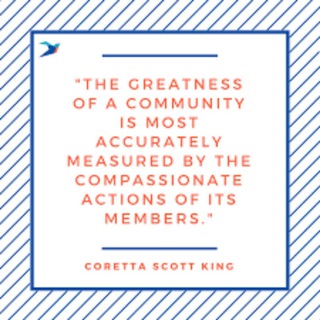 "THE GREATNESS
OF A COMMUNITY
IS MOST
ACCURATELY
MEASURED BY THE
COMPASSIONATE
ACTIONS OF ITS
MEMBERS."
CORETTA SCOTT KING